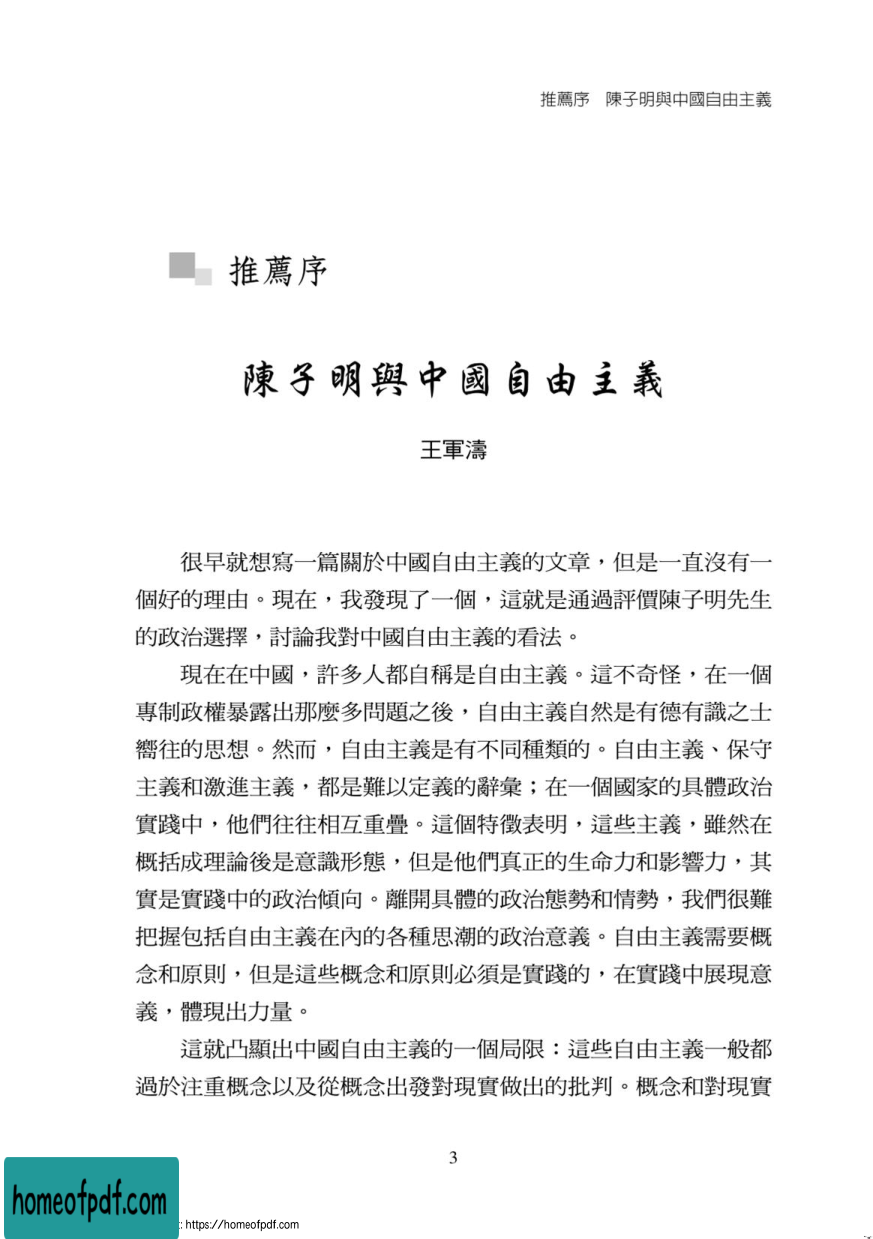 推薦序　陳子明與中國自由主義
推薦序
陳子明與中國自由主義
王軍濤
很早就想寫一篇關於中國自由主義的文章，但是一直沒有一
個好的理由。現在，我發現了一個，這就是通過評價陳子明先生
的政治選擇，討論我對中國自由主義的看法。
現在在中國，許多人都自稱是自由主義。這不奇怪，在一個
專制政權暴露出那麼多問題之後，自由主義自然是有德有識之士
嚮往的思想。然而，自由主義是有不同種類的。自由主義、保守
主義和激進主義，都是難以定義的辭彙；在一個國家的具體政治
實踐中，他們往往相互重疊。這個特徵表明，這些主義，雖然在
概括成理論後是意識形態，但是他們真正的生命力和影響力，其
實是實踐中的政治傾向。離開具體的政治態勢和情勢，我們很難
把握包括自由主義在內的各種思潮的政治意義。自由主義需要概
念和原則，但是這些概念和原則必須是實踐的，在實踐中展現意
義，體現出力量。
這就凸顯出中國自由主義的一個局限：這些自由主義一般都
過於注重概念以及從概念出發對現實做出的批判。概念和對現實
3
homeofpdf.com
: https://homeofpdf.com